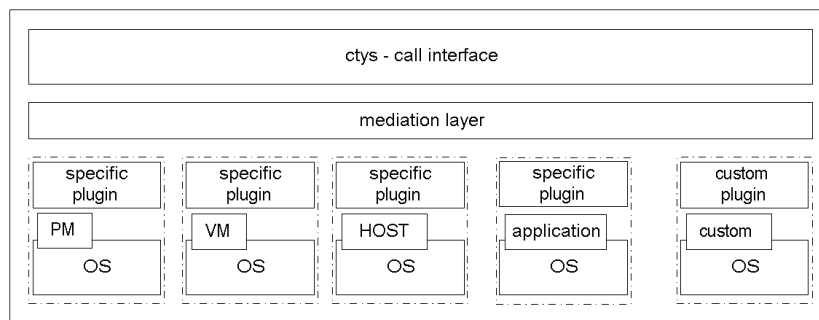 ctys - call interface
mediation layer
specific
plugin
specific
plugin
specific
plugin
specific
plugin
custom
plugin
PM
VM
HOST
application
custom
OS
OS
OS
OS
OS